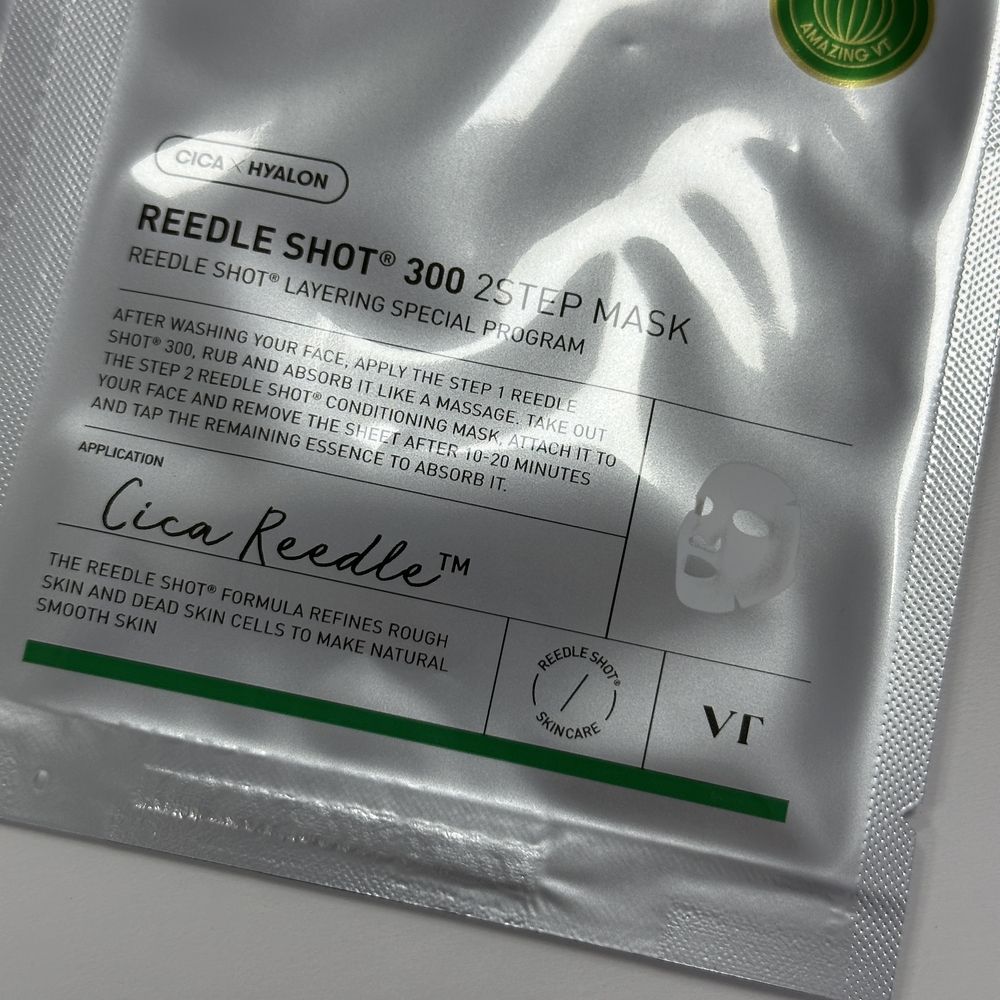 AMAZING VT
CICA × HYALON
REEDLE SHOT® 300 2STEP MASK
REEDLE SHOT® LAYERING SPECIAL PROGRAM
AFTER WASHING YOUR FACE, APPLY THE STEP 1 REEDLE
SHOT® 300, RUB AND ABSORB IT LIKE A MASSAGE. TAKE OUT
THE STEP 2 REEDLE SHOT® CONDITIONING MASK, ATTACH IT TO
YOUR FACE AND REMOVE THE SHEET AFTER 10-20 MINUTES
AND TAP THE REMAINING ESSENCE TO ABSORB IT.
APPLICATION
Cica Reedle™
THE REEDLE SHOT® FORMULA REFINES ROUGH
SKIN AND DEAD SKIN CELLS TO MAKE NATURAL
SMOOTH SKIN
REEDLE SHOT®
SKINCARE
VT